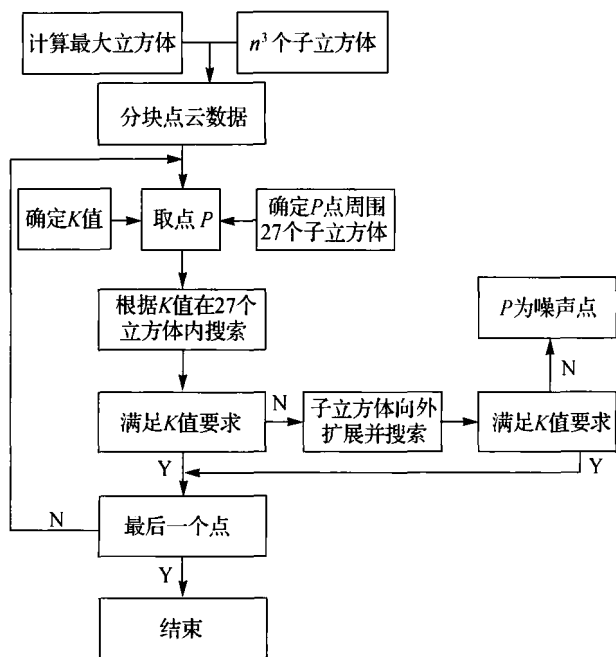 计算最大立方体
n³个子立方体
分块点云数据
确定K值
取点P
确定P点周围
27个子立方体
根据K值在27个
立方体内搜索
P为噪声点
N
满足K值要求
N
子立方体向外
扩展并搜索
满足K值要求
Y
Y
N
最后一个点
Y
结束